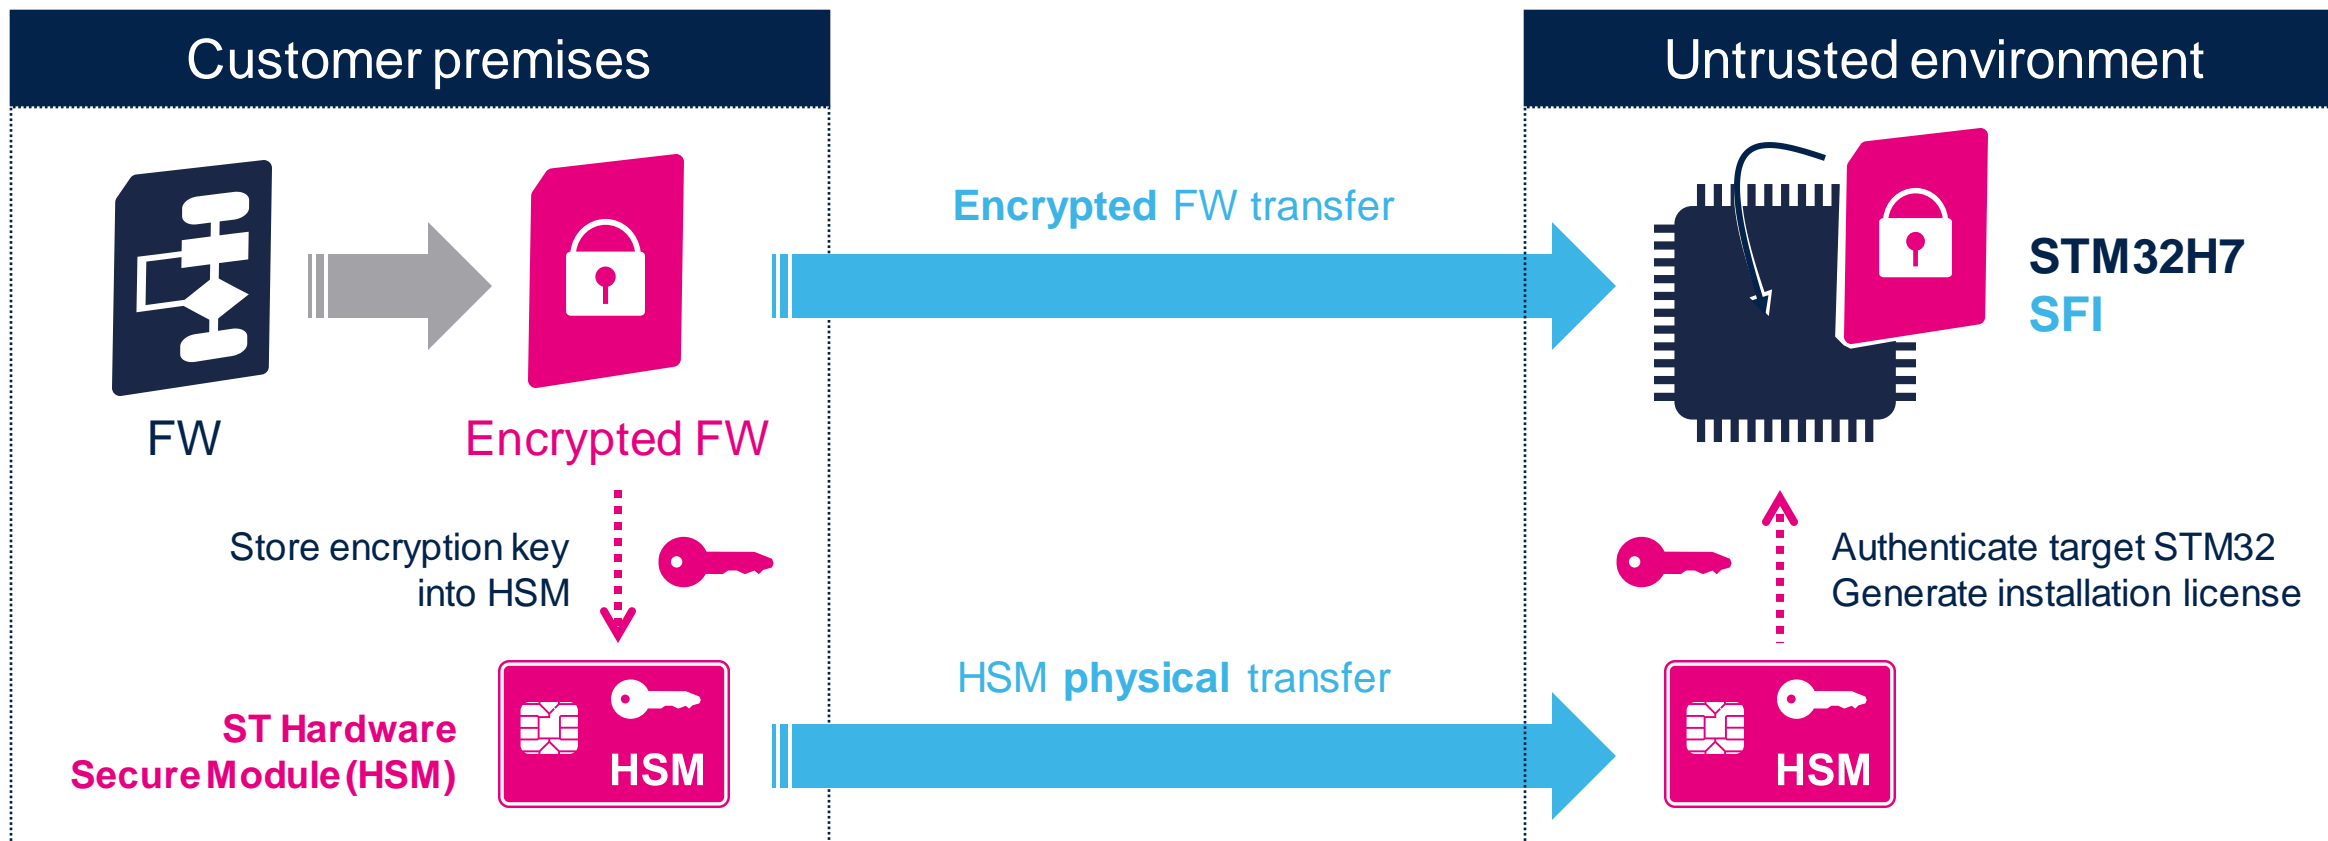 Customer premises
Untrusted environment
Encrypted FW transfer
STM32H7
SFI
FW
Encrypted FW
Store encryption key
into HSM
Authenticate target STM32
Generate installation license
HSM physical transfer
ST Hardware
Secure Module (HSM)
HSM
HSM